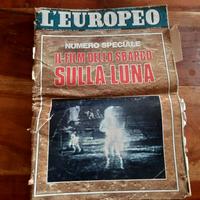 L'EUROPEO
NUMERO SPECIALE
IL FILM DELLO SBARCO
SULLA LUNA